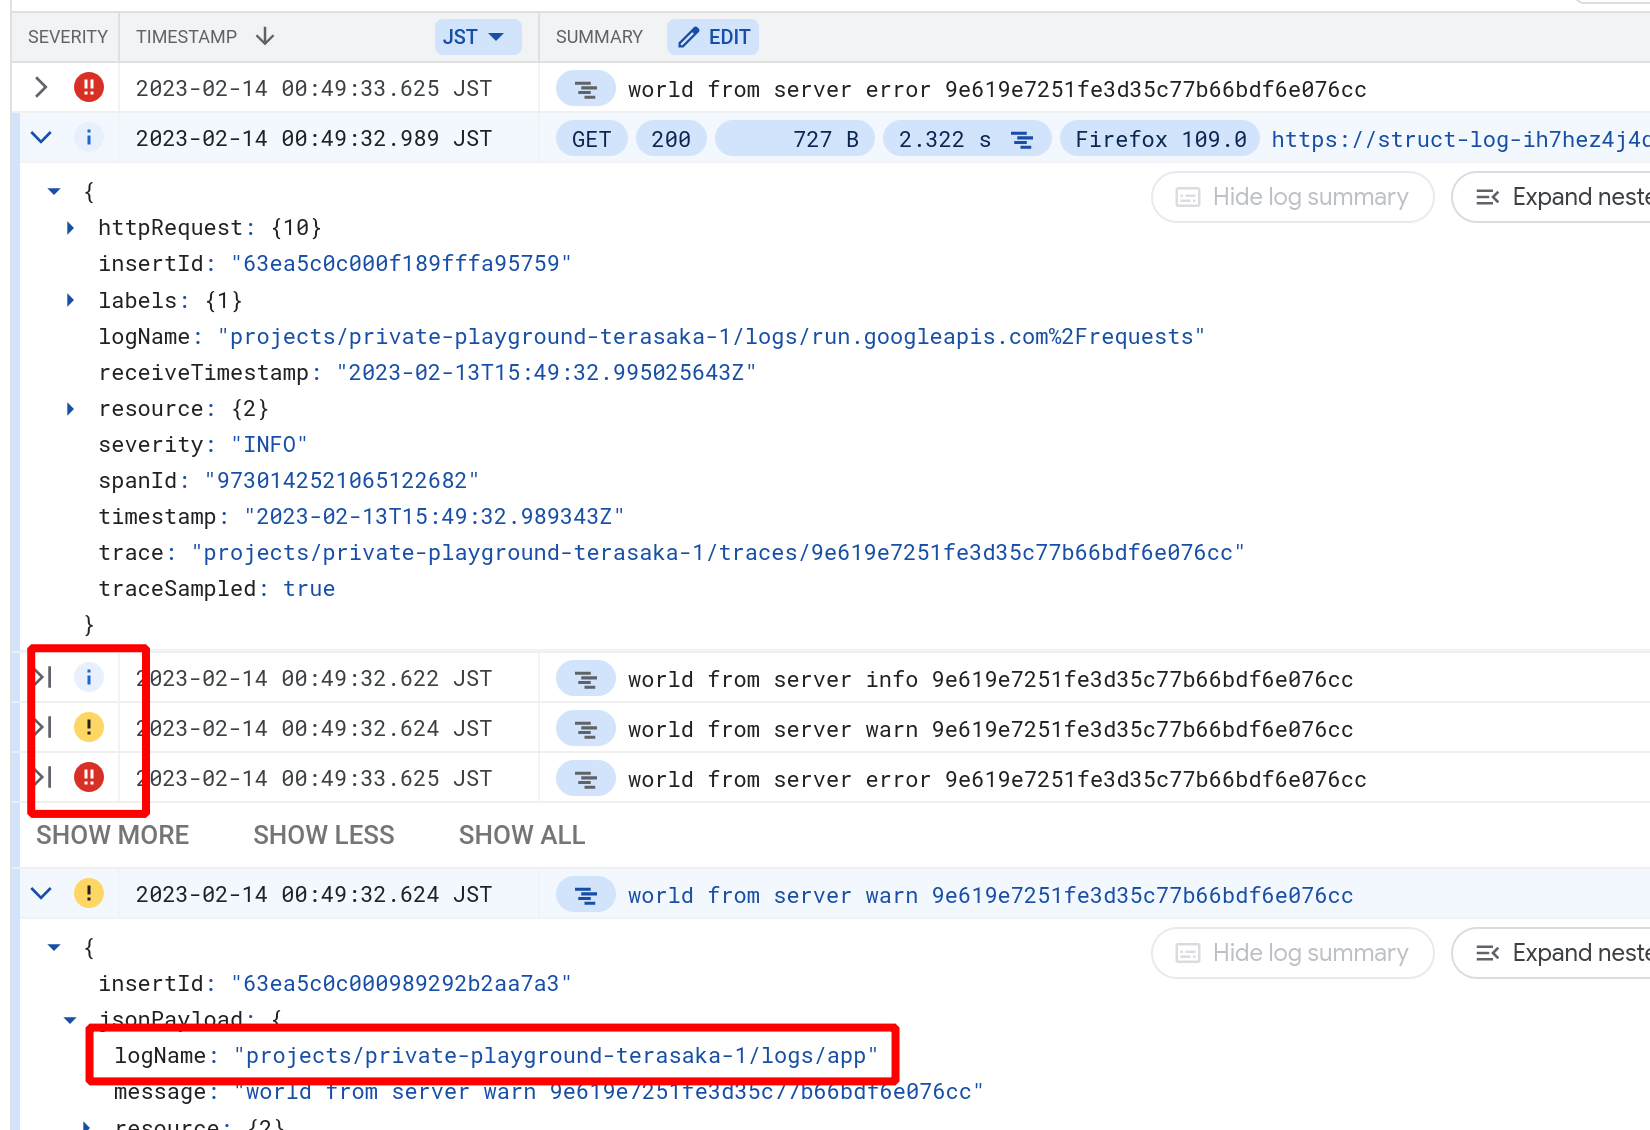 SEVERITY TIMESTAMP JST SUMMARY EDIT
2023-02-14 00:49:33.625 JST world from server error 9e619e7251fe3d35c77b66bdf6e076cc
2023-02-14 00:49:32.989 JST GET 200 727 B 2.322 s Firefox 109.0 https://struct-log-ih7hez4j4
{
Hide log summary Expand neste
httpRequest: {10}
insertId: "63ea5c0c000f189fffa95759"
labels: {1}
logName: "projects/private-playground-terasaka-1/logs/run.googleapis.com%2Frequests"
receiveTimestamp: "2023-02-13T15:49:32.995025643Z"
resource: {2}
severity: "INFO"
spanId: "9730142521065122682"
timestamp: "2023-02-13T15:49:32.989343Z"
trace: "projects/private-playground-terasaka-1/traces/9e619e7251fe3d35c77b66bdf6e076cc"
traceSampled: true
}
2023-02-14 00:49:32.622 JST world from server info 9e619e7251fe3d35c77b66bdf6e076cc
2023-02-14 00:49:32.624 JST world from server warn 9e619e7251fe3d35c77b66bdf6e076cc
2023-02-14 00:49:33.625 JST world from server error 9e619e7251fe3d35c77b66bdf6e076cc
SHOW MORE SHOW LESS SHOW ALL
2023-02-14 00:49:32.624 JST world from server warn 9e619e7251fe3d35c77b66bdf6e076cc
{
Hide log summary Expand neste
insertId: "63ea5c0c000989292b2aa7a3"
jsonPayload: {
logName: "projects/private-playground-terasaka-1/logs/app"
message: "world from server warn 9e619e7251fe3d35c77b66bdf6e076cc"
resource: {2}